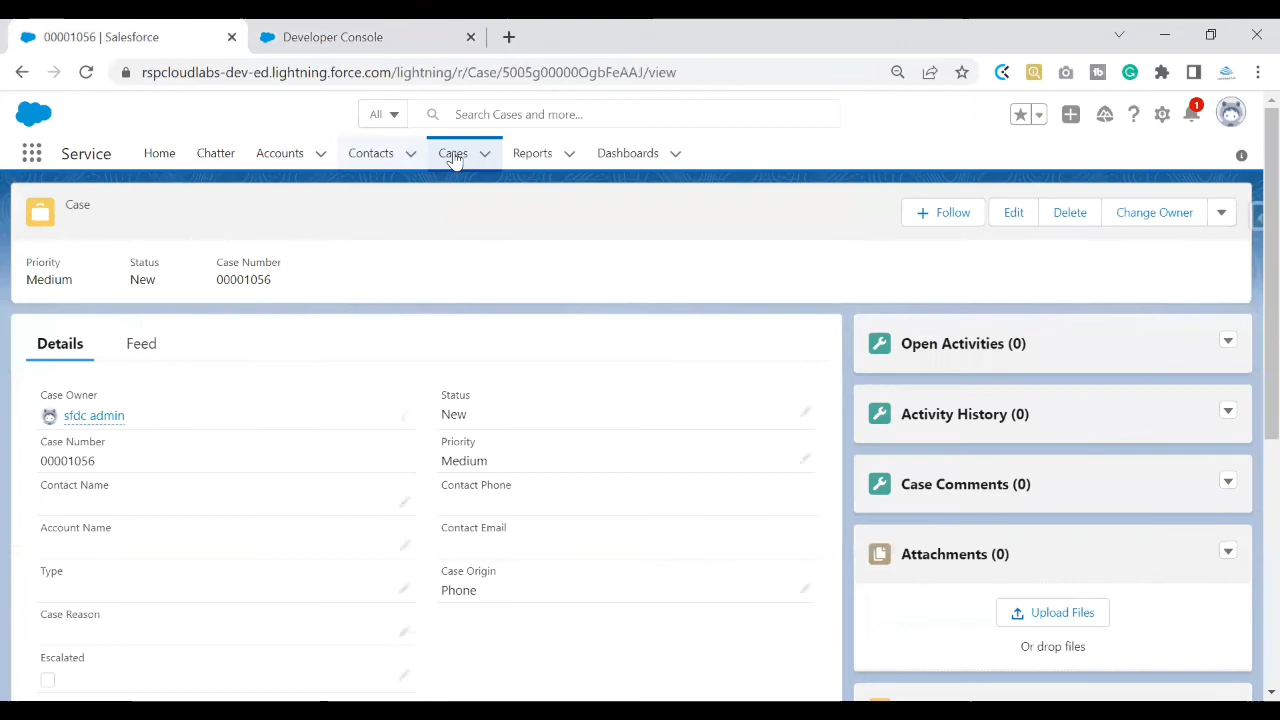 00001056 | Salesforce
Developer Console
rspcloudlabs-dev-ed.lightning.force.com/lightning/r/Case/5005g00000OgbFeAAJ/view
All
Search Cases and more...
1
Service
Home
Chatter
Accounts
Contacts
Cases
Reports
Dashboards
Case
Follow
Edit
Delete
Change Owner
Priority
Status
Case Number
Medium
New
00001056
Details
Feed
Case Owner
sfdc admin
Status
New
Case Number
00001056
Priority
Medium
Contact Name
Contact Phone
Account Name
Contact Email
Type
Case Origin
Phone
Case Reason
Escalated
Open Activities (0)
Activity History (0)
Case Comments (0)
Attachments (0)
Upload Files
Or drop files